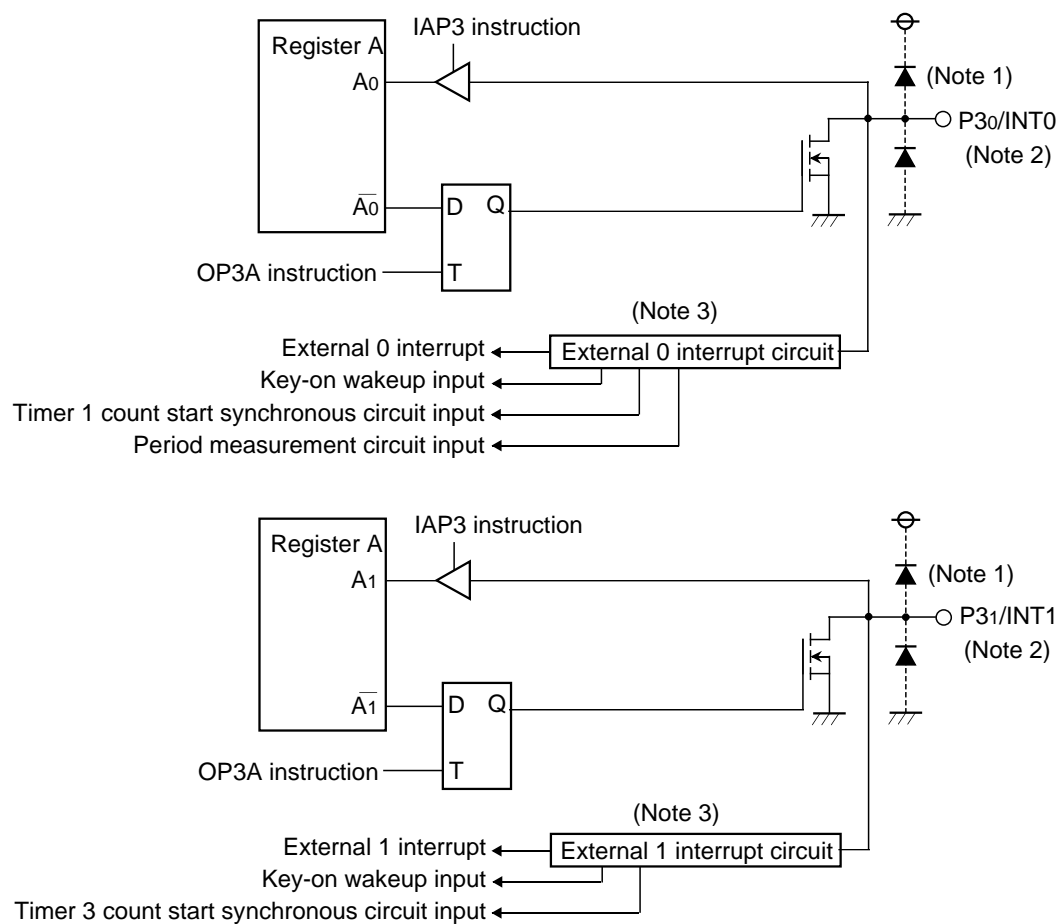 IAP3 instruction
Register A
A0
(Note 1)
P30/INT0
(Note 2)
A̅0̅
D
Q
OP3A instruction
T
(Note 3)
External 0 interrupt
External 0 interrupt circuit
Key-on wakeup input
Timer 1 count start synchronous circuit input
Period measurement circuit input
IAP3 instruction
Register A
A1
(Note 1)
P31/INT1
(Note 2)
A̅1̅
D
Q
OP3A instruction
T
(Note 3)
External 1 interrupt
External 1 interrupt circuit
Key-on wakeup input
Timer 3 count start synchronous circuit input